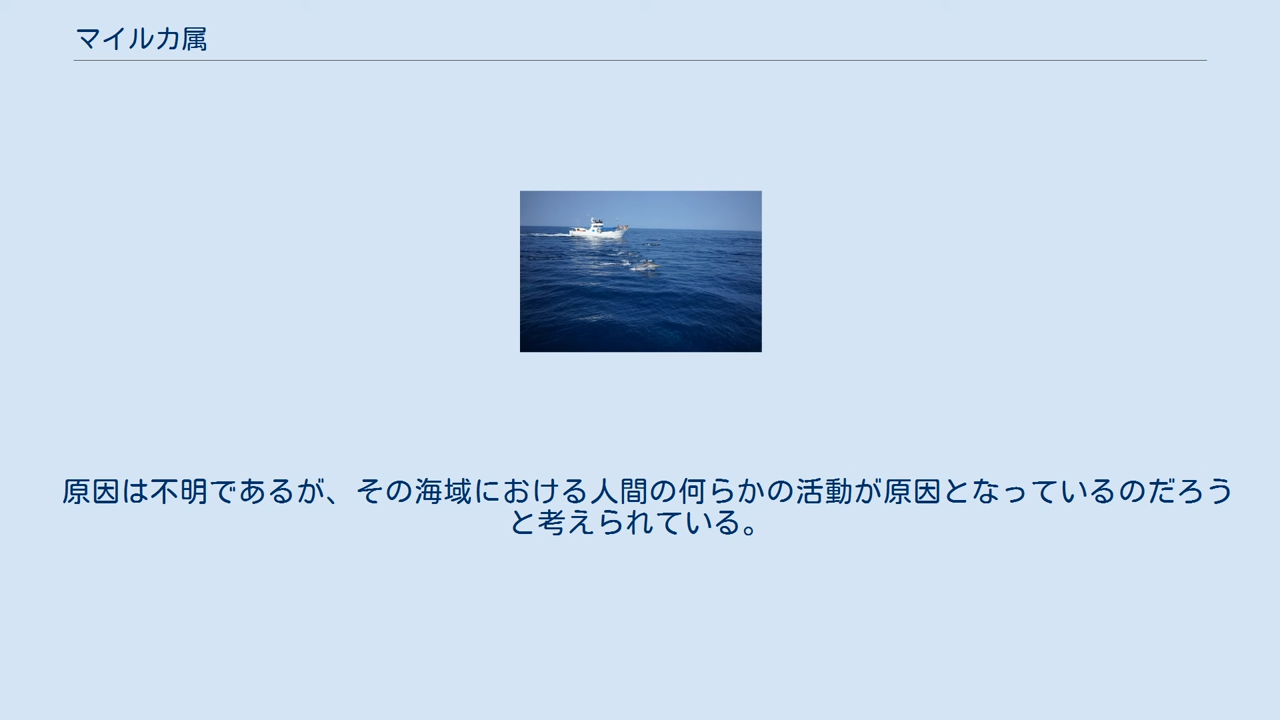 マイルカ属
原因は不明であるが、その海域における人間の何らかの活動が原因となっているのだろう
と考えられている。